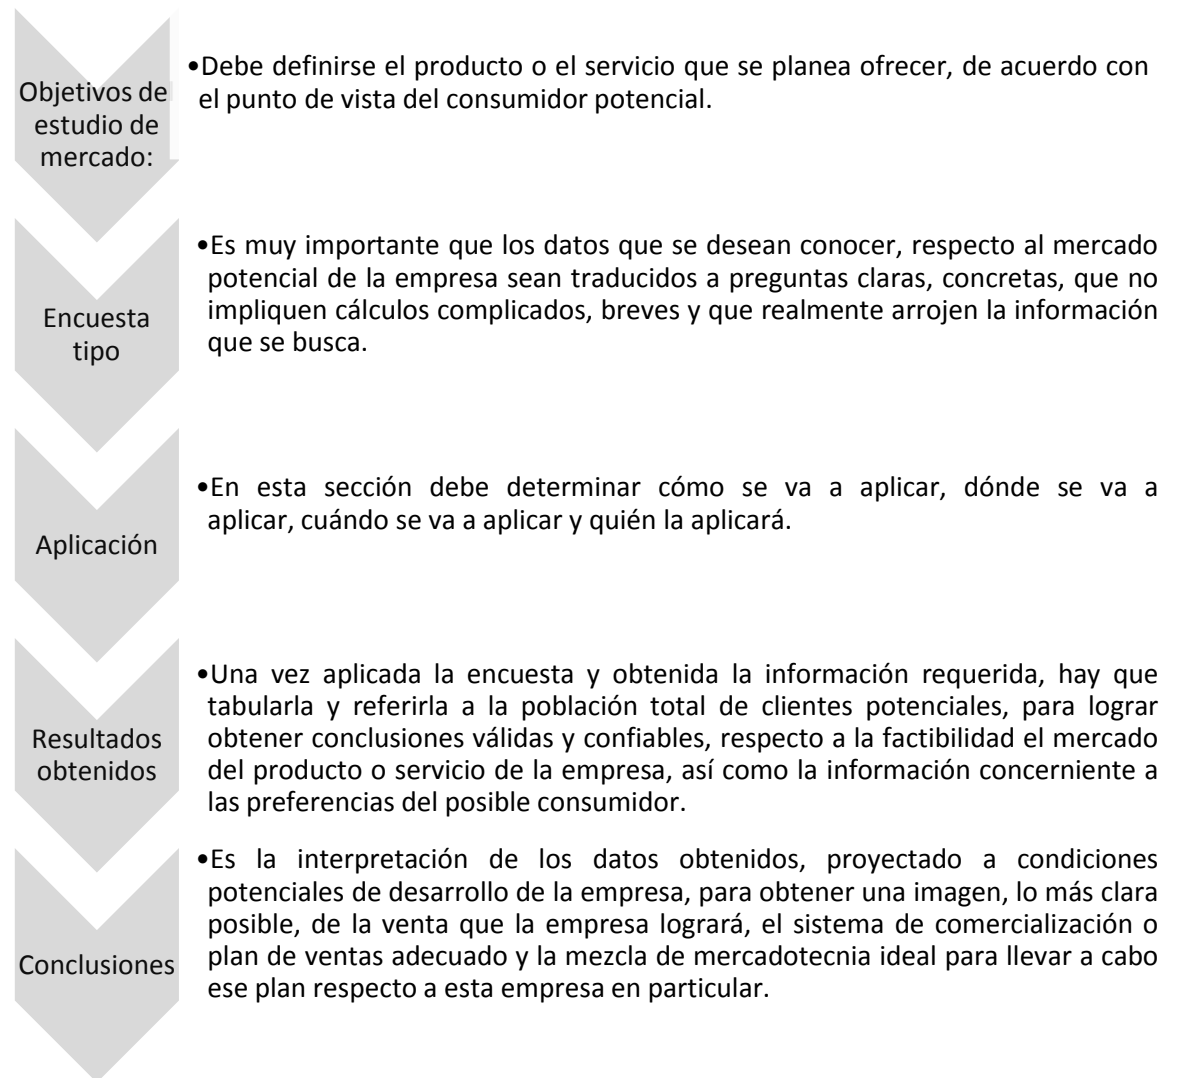 Objetivos de
estudio de
mercado:
•Debe definirse el producto o el servicio que se planea ofrecer, de acuerdo con
el punto de vista del consumidor potencial.
Encuesta
tipo
•Es muy importante que los datos que se desean conocer, respecto al mercado
potencial de la empresa sean traducidos a preguntas claras, concretas, que no
impliquen cálculos complicados, breves y que realmente arrojen la información
que se busca.
Aplicación
•En esta sección debe determinar cómo se va a aplicar, dónde se va a
aplicar, cuándo se va a aplicar y quién la aplicará.
Resultados
obtenidos
•Una vez aplicada la encuesta y obtenida la información requerida, hay que
tabularla y referirla a la población total de clientes potenciales, para lograr
obtener conclusiones válidas y confiables, respecto a la factibilidad el mercado
del producto o servicio de la empresa, así como la información concerniente a
las preferencias del posible consumidor.
Conclusiones
•Es la interpretación de los datos obtenidos, proyectado a condiciones
potenciales de desarrollo de la empresa, para obtener una imagen, lo más clara
posible, de la venta que la empresa logrará, el sistema de comercialización o
plan de ventas adecuado y la mezcla de mercadotecnia ideal para llevar a cabo
ese plan respecto a esta empresa en particular.